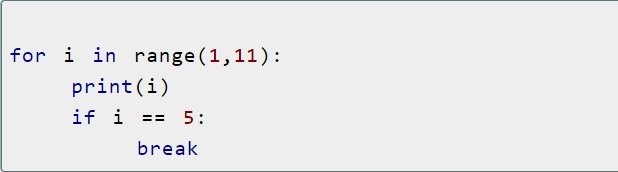 for i in range(1,11):
    print(i)
    if i == 5:
        break